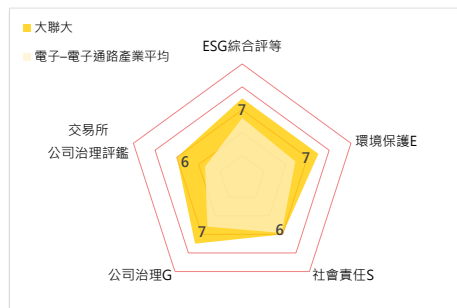 大聯大
電子–電子通路產業平均
ESG綜合評等
7
交易所
公司治理評鑑
6
7
環境保護E
7
6
公司治理G
社會責任S